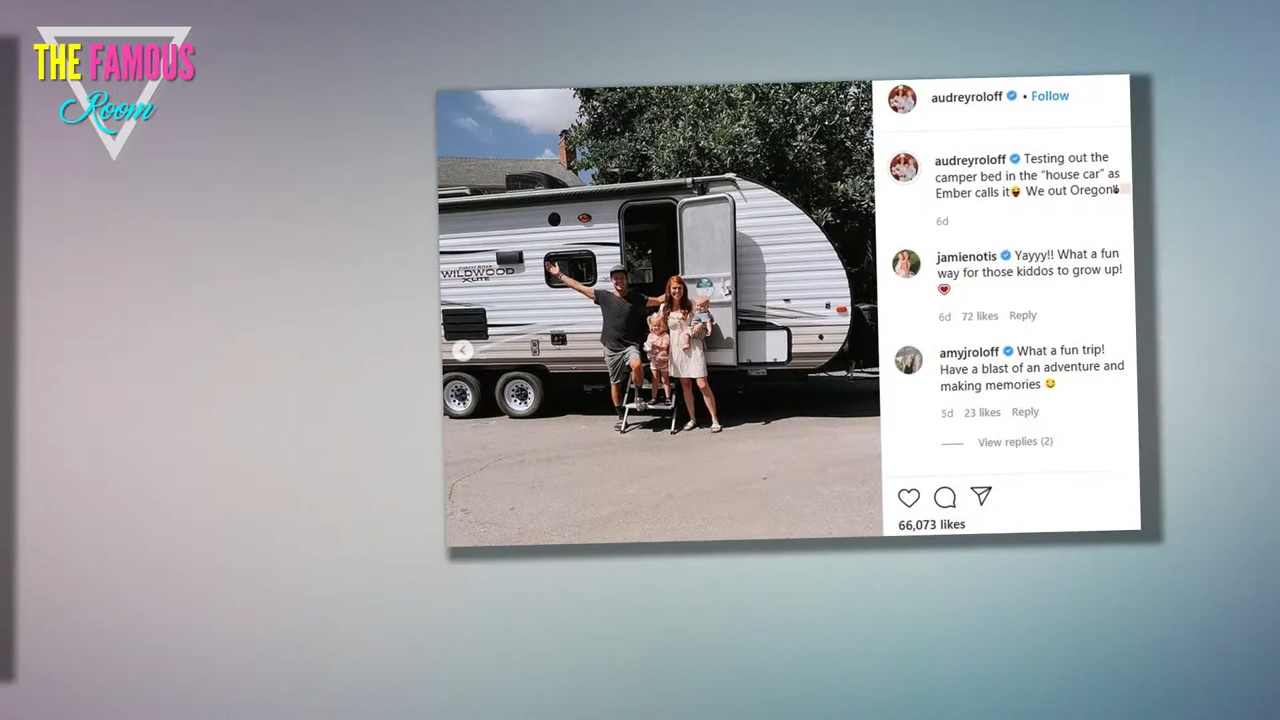 THE FAMOUS
Room
audreyroloff • Follow
audreyroloff Testing out the
camper bed in the “house car” as
Ember calls it😜 We out Oregon✌🏻
6d
jamienotis Yayyy!! What a fun
way for those kiddos to grow up!
💓
6d 72 likes Reply
amyjroloff What a fun trip!
Have a blast of an adventure and
making memories 😊
5d 23 likes Reply
View replies (2)
66,073 likes
FOREST RIVER
WILDWOOD
X-LITE